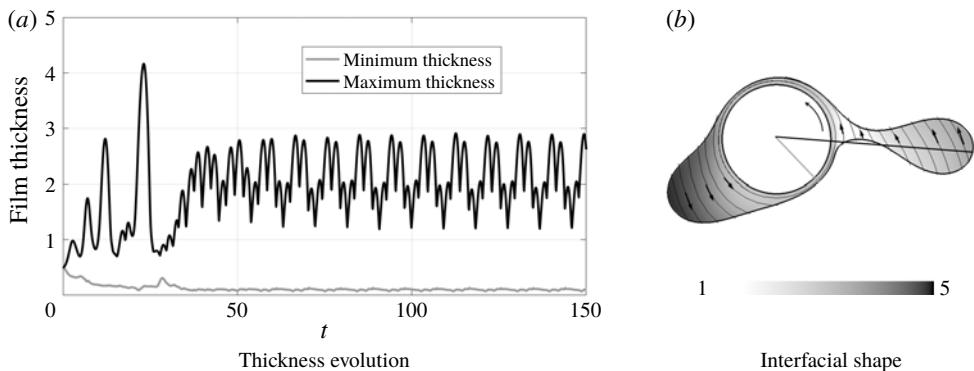 (a)
5
4
3
2
1
0
50
100
150
Film thickness
t
Minimum thickness
Maximum thickness
Thickness evolution
(b)
1
5
Interfacial shape